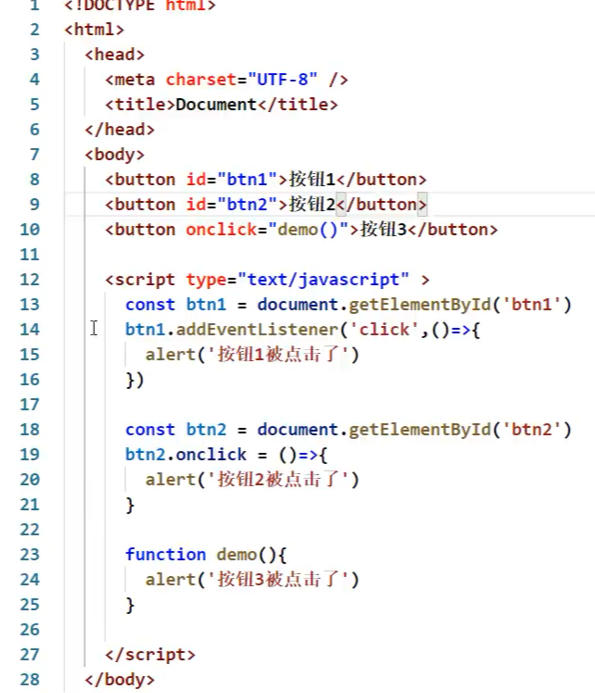 1 <!DOCTYPE html>
2 <html>
3 <head>
4 <meta charset="UTF-8" />
5 <title>Document</title>
6 </head>
7 <body>
8 <button id="btn1">按钮1</button>
9 <button id="btn2">按钮2</button>
10 <button onclick="demo()">按钮3</button>
11
12 <script type="text/javascript" >
13 const btn1 = document.getElementById('btn1')
14 btn1.addEventListener('click',()=>{
15 alert('按钮1被点击了')
16 })
17
18 const btn2 = document.getElementById('btn2')
19 btn2.onclick = ()=>{
20 alert('按钮2被点击了')
21 }
22
23 function demo(){
24 alert('按钮3被点击了')
25 }
26
27 </script>
28 </body>